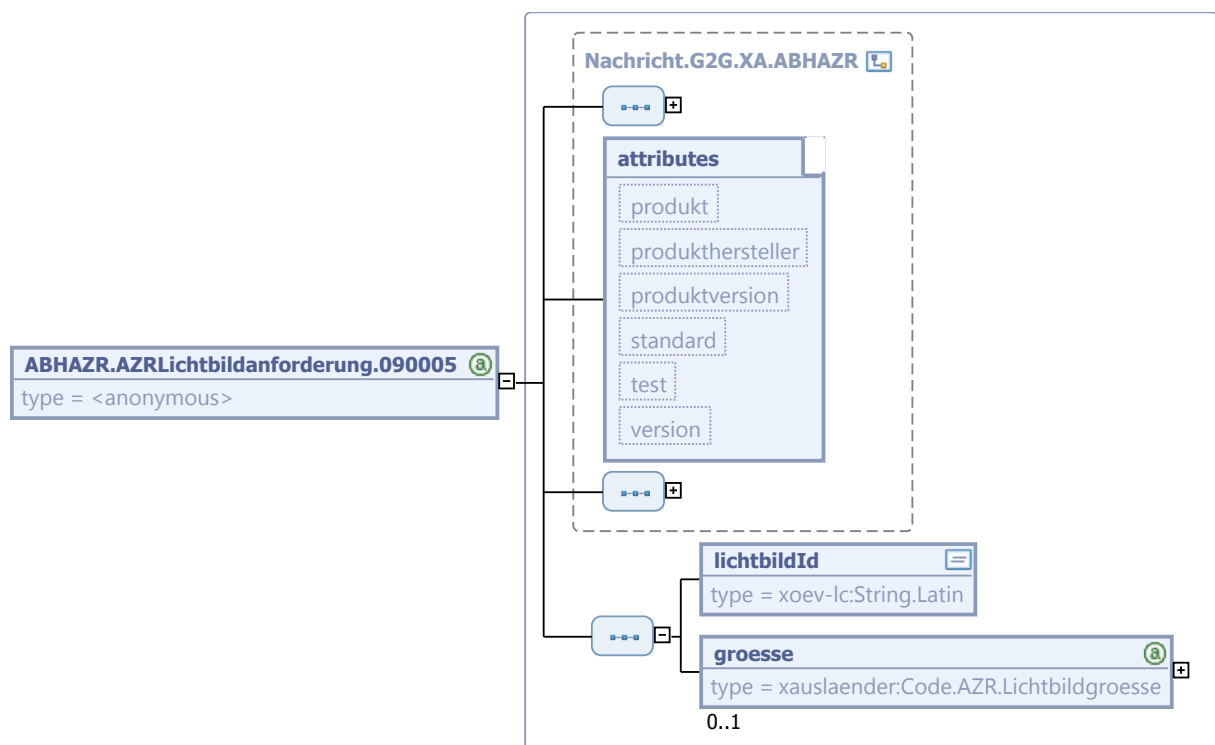 Nachricht.G2G.XA.ABHAZR
attributes
produkt
produkthersteller
produktversion
standard
test
version
ABHAZR.AZRLichtbildanforderung.090005 a
type = <anonymous>
lichtbildId
type = xoev-lc:String.Latin
groesse a
type = xauslaender:Code.AZR.Lichtbildgroesse
0..1